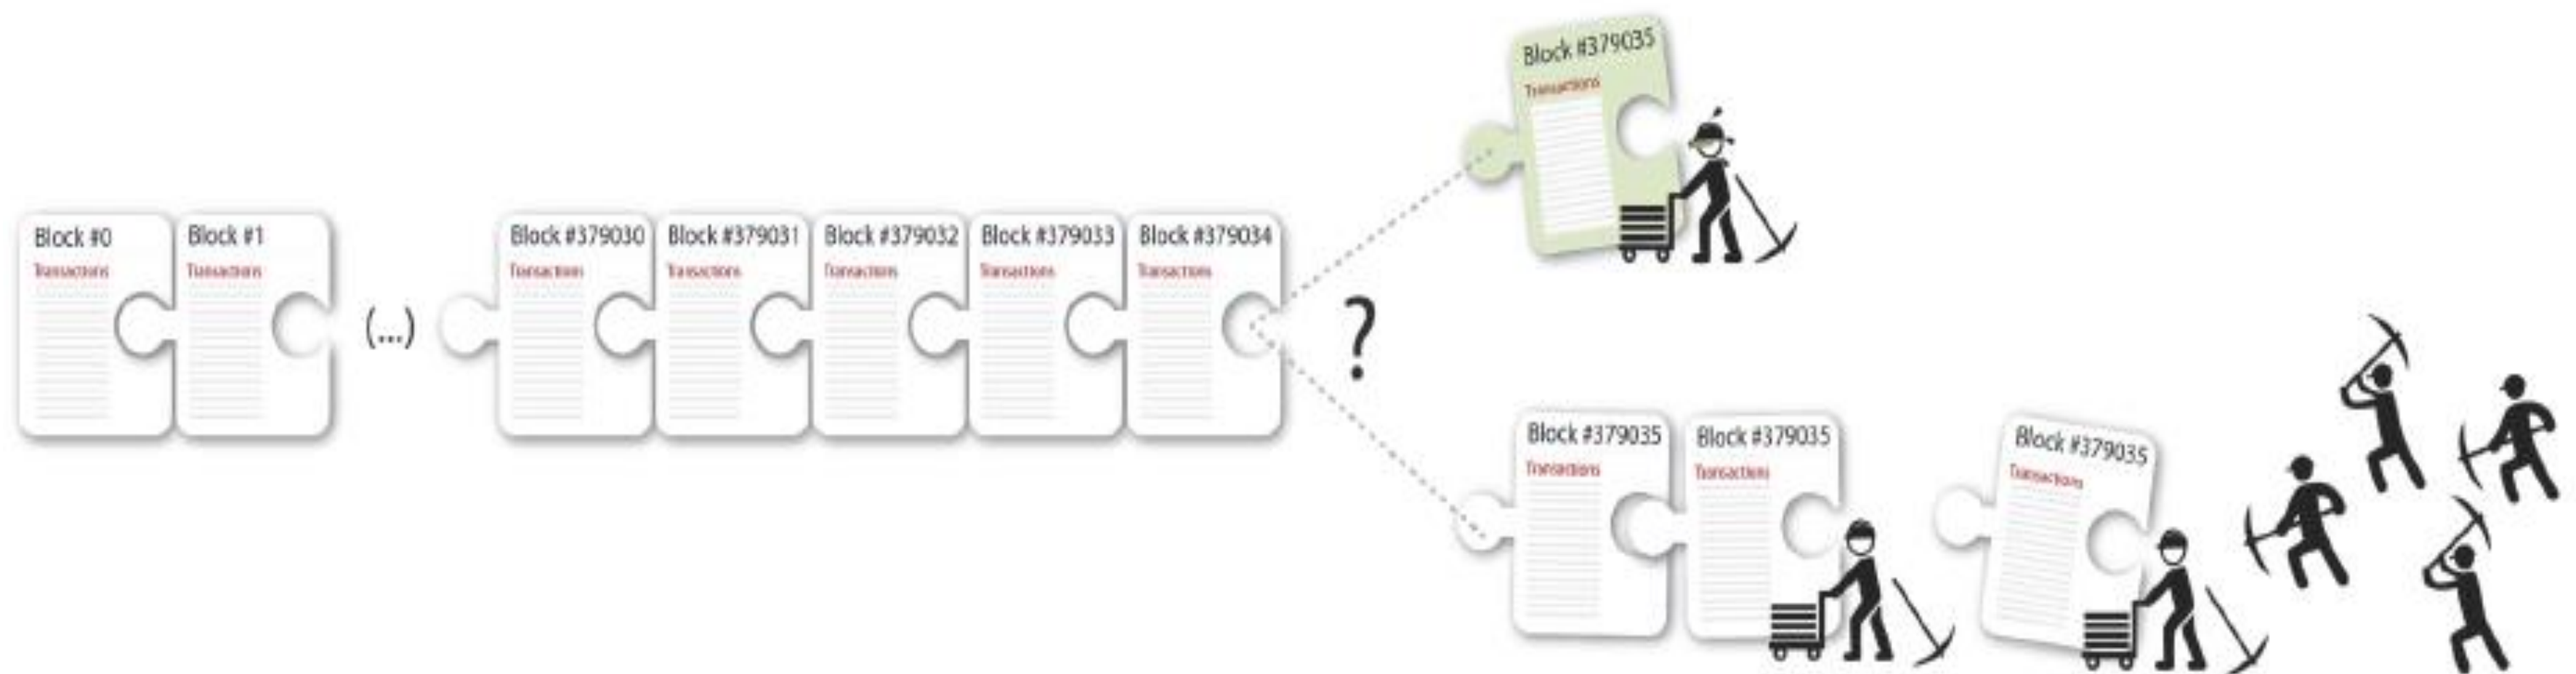 Block #0
Transactions
Block #1
Transactions
(...)
Block #379030
Transactions
Block #379031
Transactions
Block #379032
Transactions
Block #379033
Transactions
Block #379034
Transactions
?
Block #379035
Transactions
Block #379035
Transactions
Block #379035
Transactions
Block #379035
Transactions